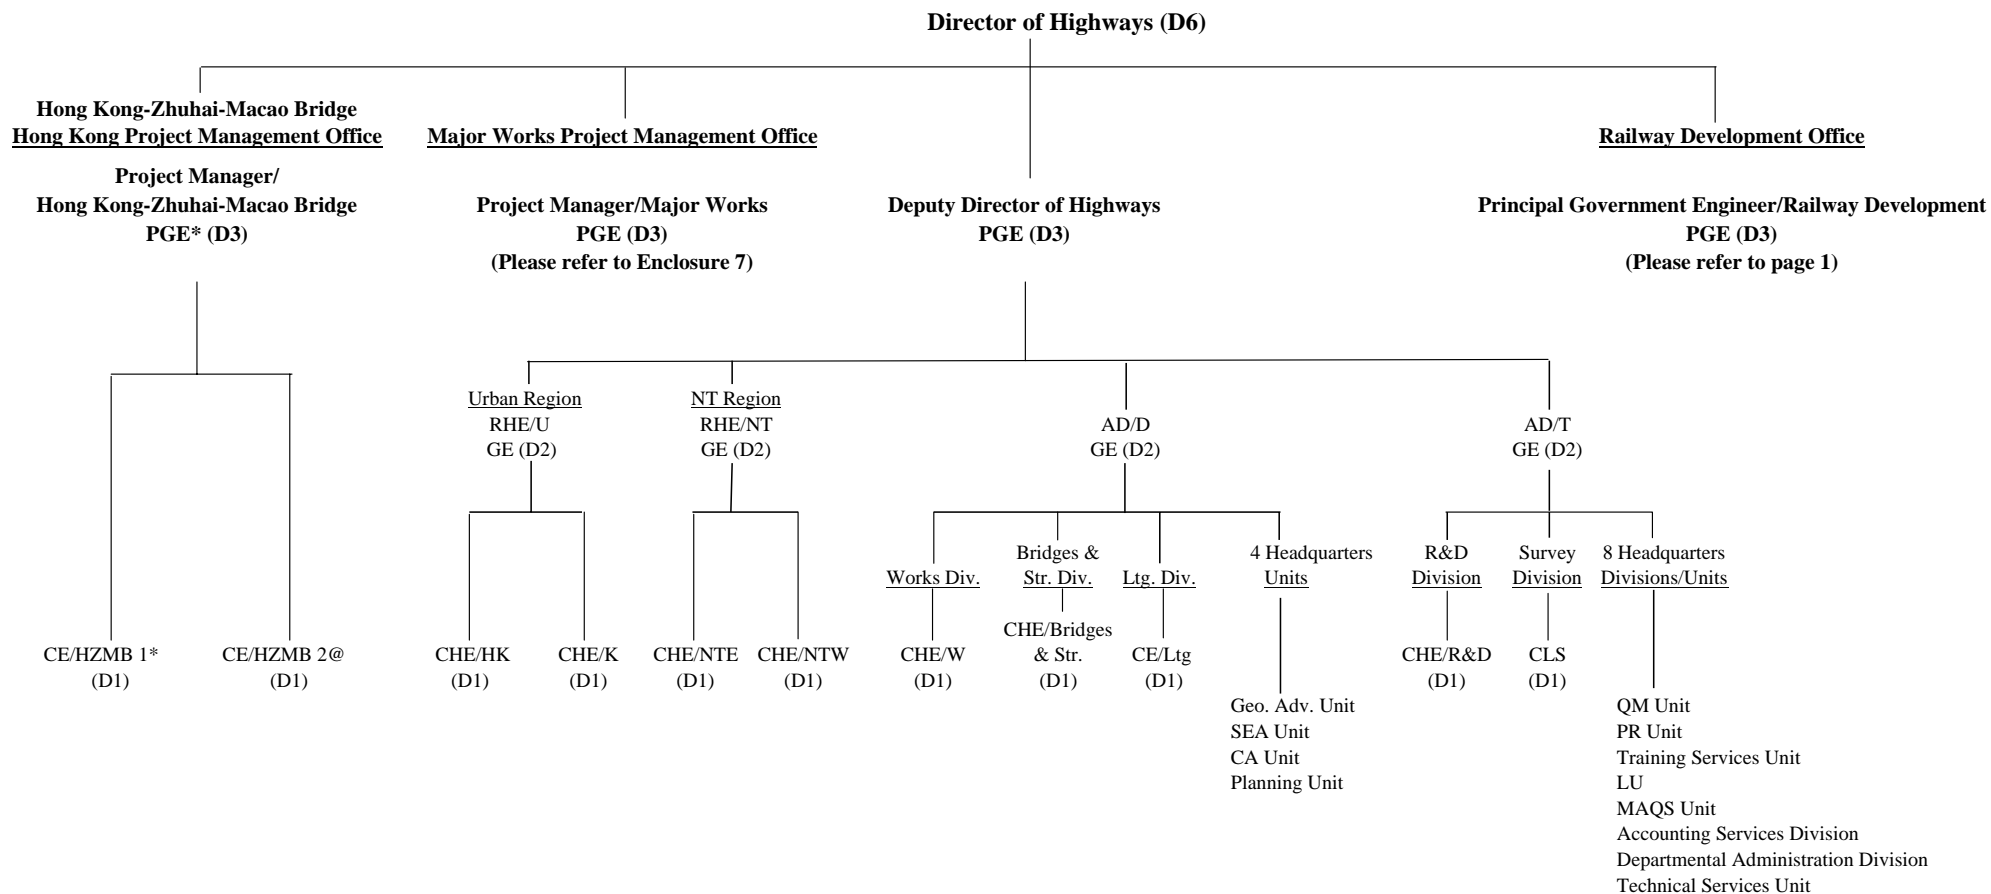 Director of Highways (D6)
Hong Kong-Zhuhai-Macao Bridge
Hong Kong Project Management Office
Project Manager/
Hong Kong-Zhuhai-Macao Bridge
PGE* (D3)
Major Works Project Management Office
Project Manager/Major Works
PGE (D3)
(Please refer to Enclosure 7)
Deputy Director of Highways
PGE (D3)
Railway Development Office
Principal Government Engineer/Railway Development
PGE (D3)
(Please refer to page 1)
CE/HZMB 1*
(D1)
CE/HZMB 2@
(D1)
Urban Region
RHE/U
GE (D2)
CHE/HK
(D1)
CHE/K
(D1)
NT Region
RHE/NT
GE (D2)
CHE/NTE
(D1)
CHE/NTW
(D1)
AD/D
GE (D2)
Works Div.
CHE/W
(D1)
Bridges &
Str. Div.
CHE/Bridges
& Str.
(D1)
Ltg. Div.
CE/Ltg
(D1)
4 Headquarters
Units
Geo. Adv. Unit
SEA Unit
CA Unit
Planning Unit
AD/T
GE (D2)
R&D
Division
CHE/R&D
(D1)
Survey
Division
CLS
(D1)
8 Headquarters
Divisions/Units
QM Unit
PR Unit
Training Services Unit
LU
MAQS Unit
Accounting Services Division
Departmental Administration Division
Technical Services Unit